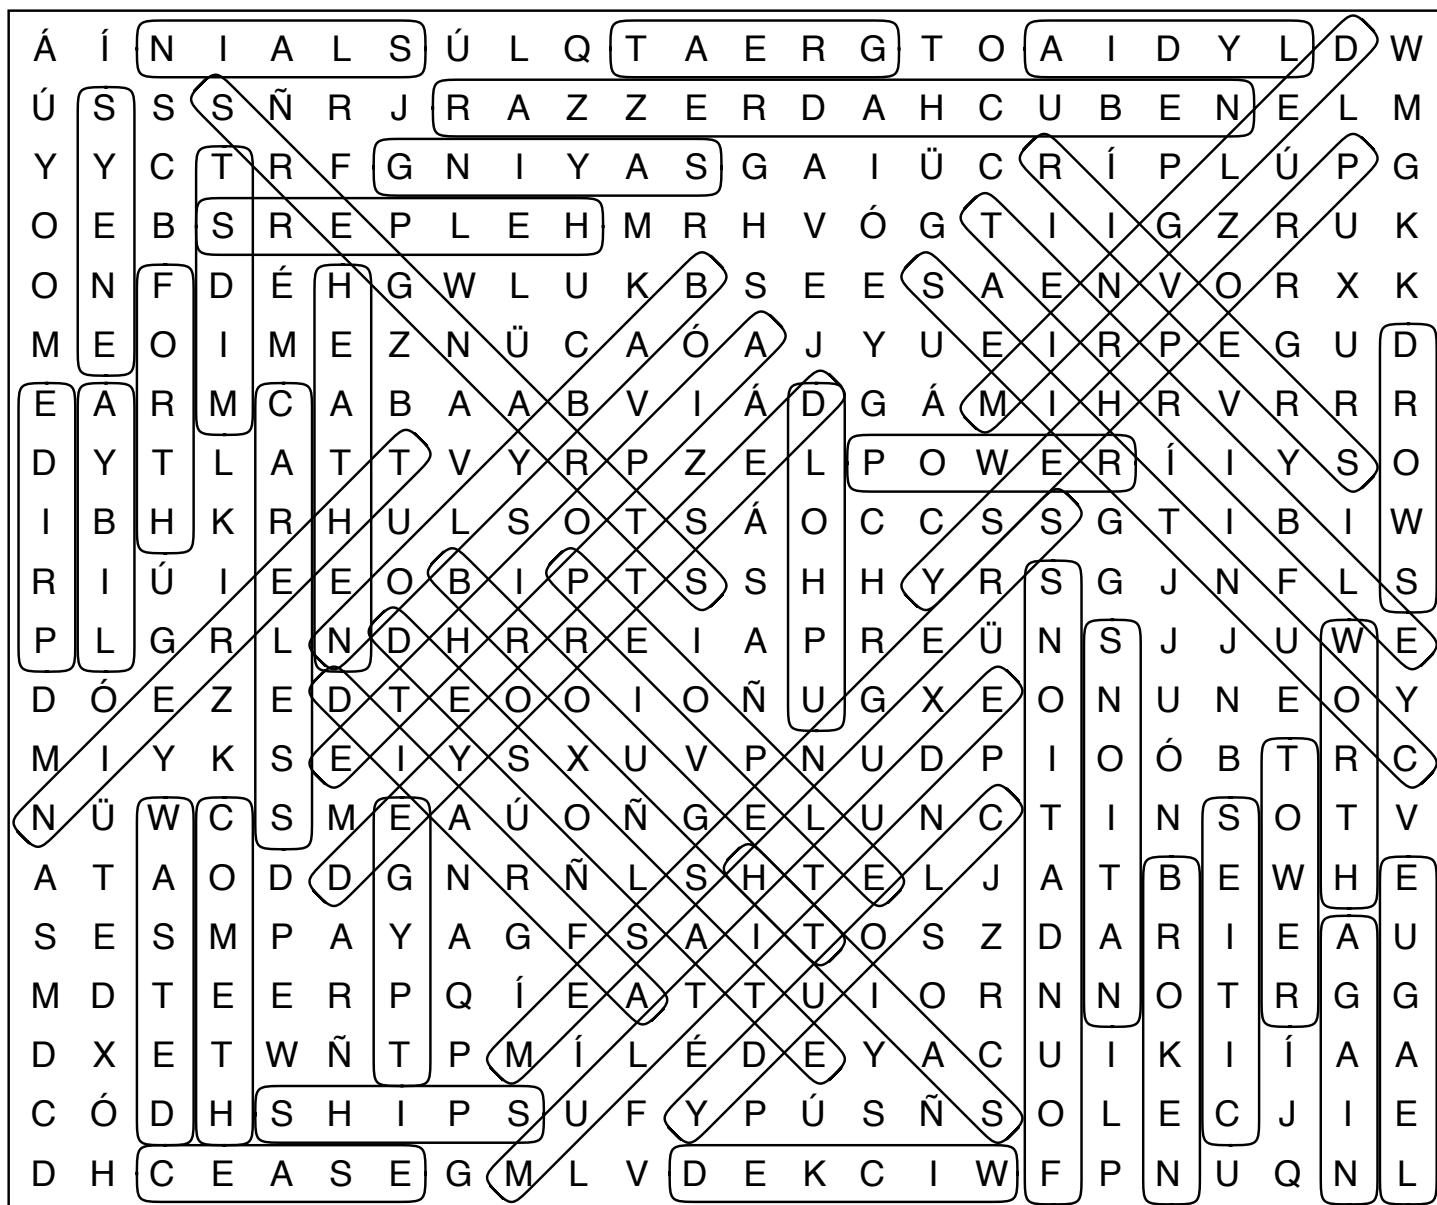 Á Í N I A L S Ú L Q T A E R G T O A I D Y L D W
Ú S S S Ñ R J R A Z Z E R D A H C U B E N E L M
Y Y C T R F G N I Y A S G A I Ü C R Í P L Ú P G
O E B S R E P L E H M R H V Ó G T I I G Z R U K
O N F D É H G W L U K B S E E S A E N V O R X K
M E O I M E Z N Ü C A Ó A J Y U E I R P E G U D
E A R M C A B A A B V I Á D G Á M I H R V R R R
D Y T L A T T V Y R P Z E L P O W E R Í I Y S O
I B H K R H U L S O T S Á O C C S S G T I B I W
R I Ú I E E O B I P T S S H H Y R S G J N F L S
P L G R L N D H R R E I A P R E Ü N S J J U W E
D Ó E Z E D T E O O I O Ñ U G X E O N U N E O Y
M I Y K S E I Y S X U V P N U D P I O Ó B T R C
N Ü W C S M E A Ú O Ñ G E L U N C T I N S O T V
A T A O D D G N R Ñ L S H T E L J A T B E W H E
S E S M P A Y A G F S A I T O S Z D A R I E A U
M D T E E R P Q Í E A T T U I O R N N O T R G G
D X E T W Ñ T P M Í L É D E Y A C U I K I Í A A
C Ó D H S H I P S U F Y P Ú S Ñ S O L E C J I E
D H C E A S E G M L V D E K C I W F P N U Q N L